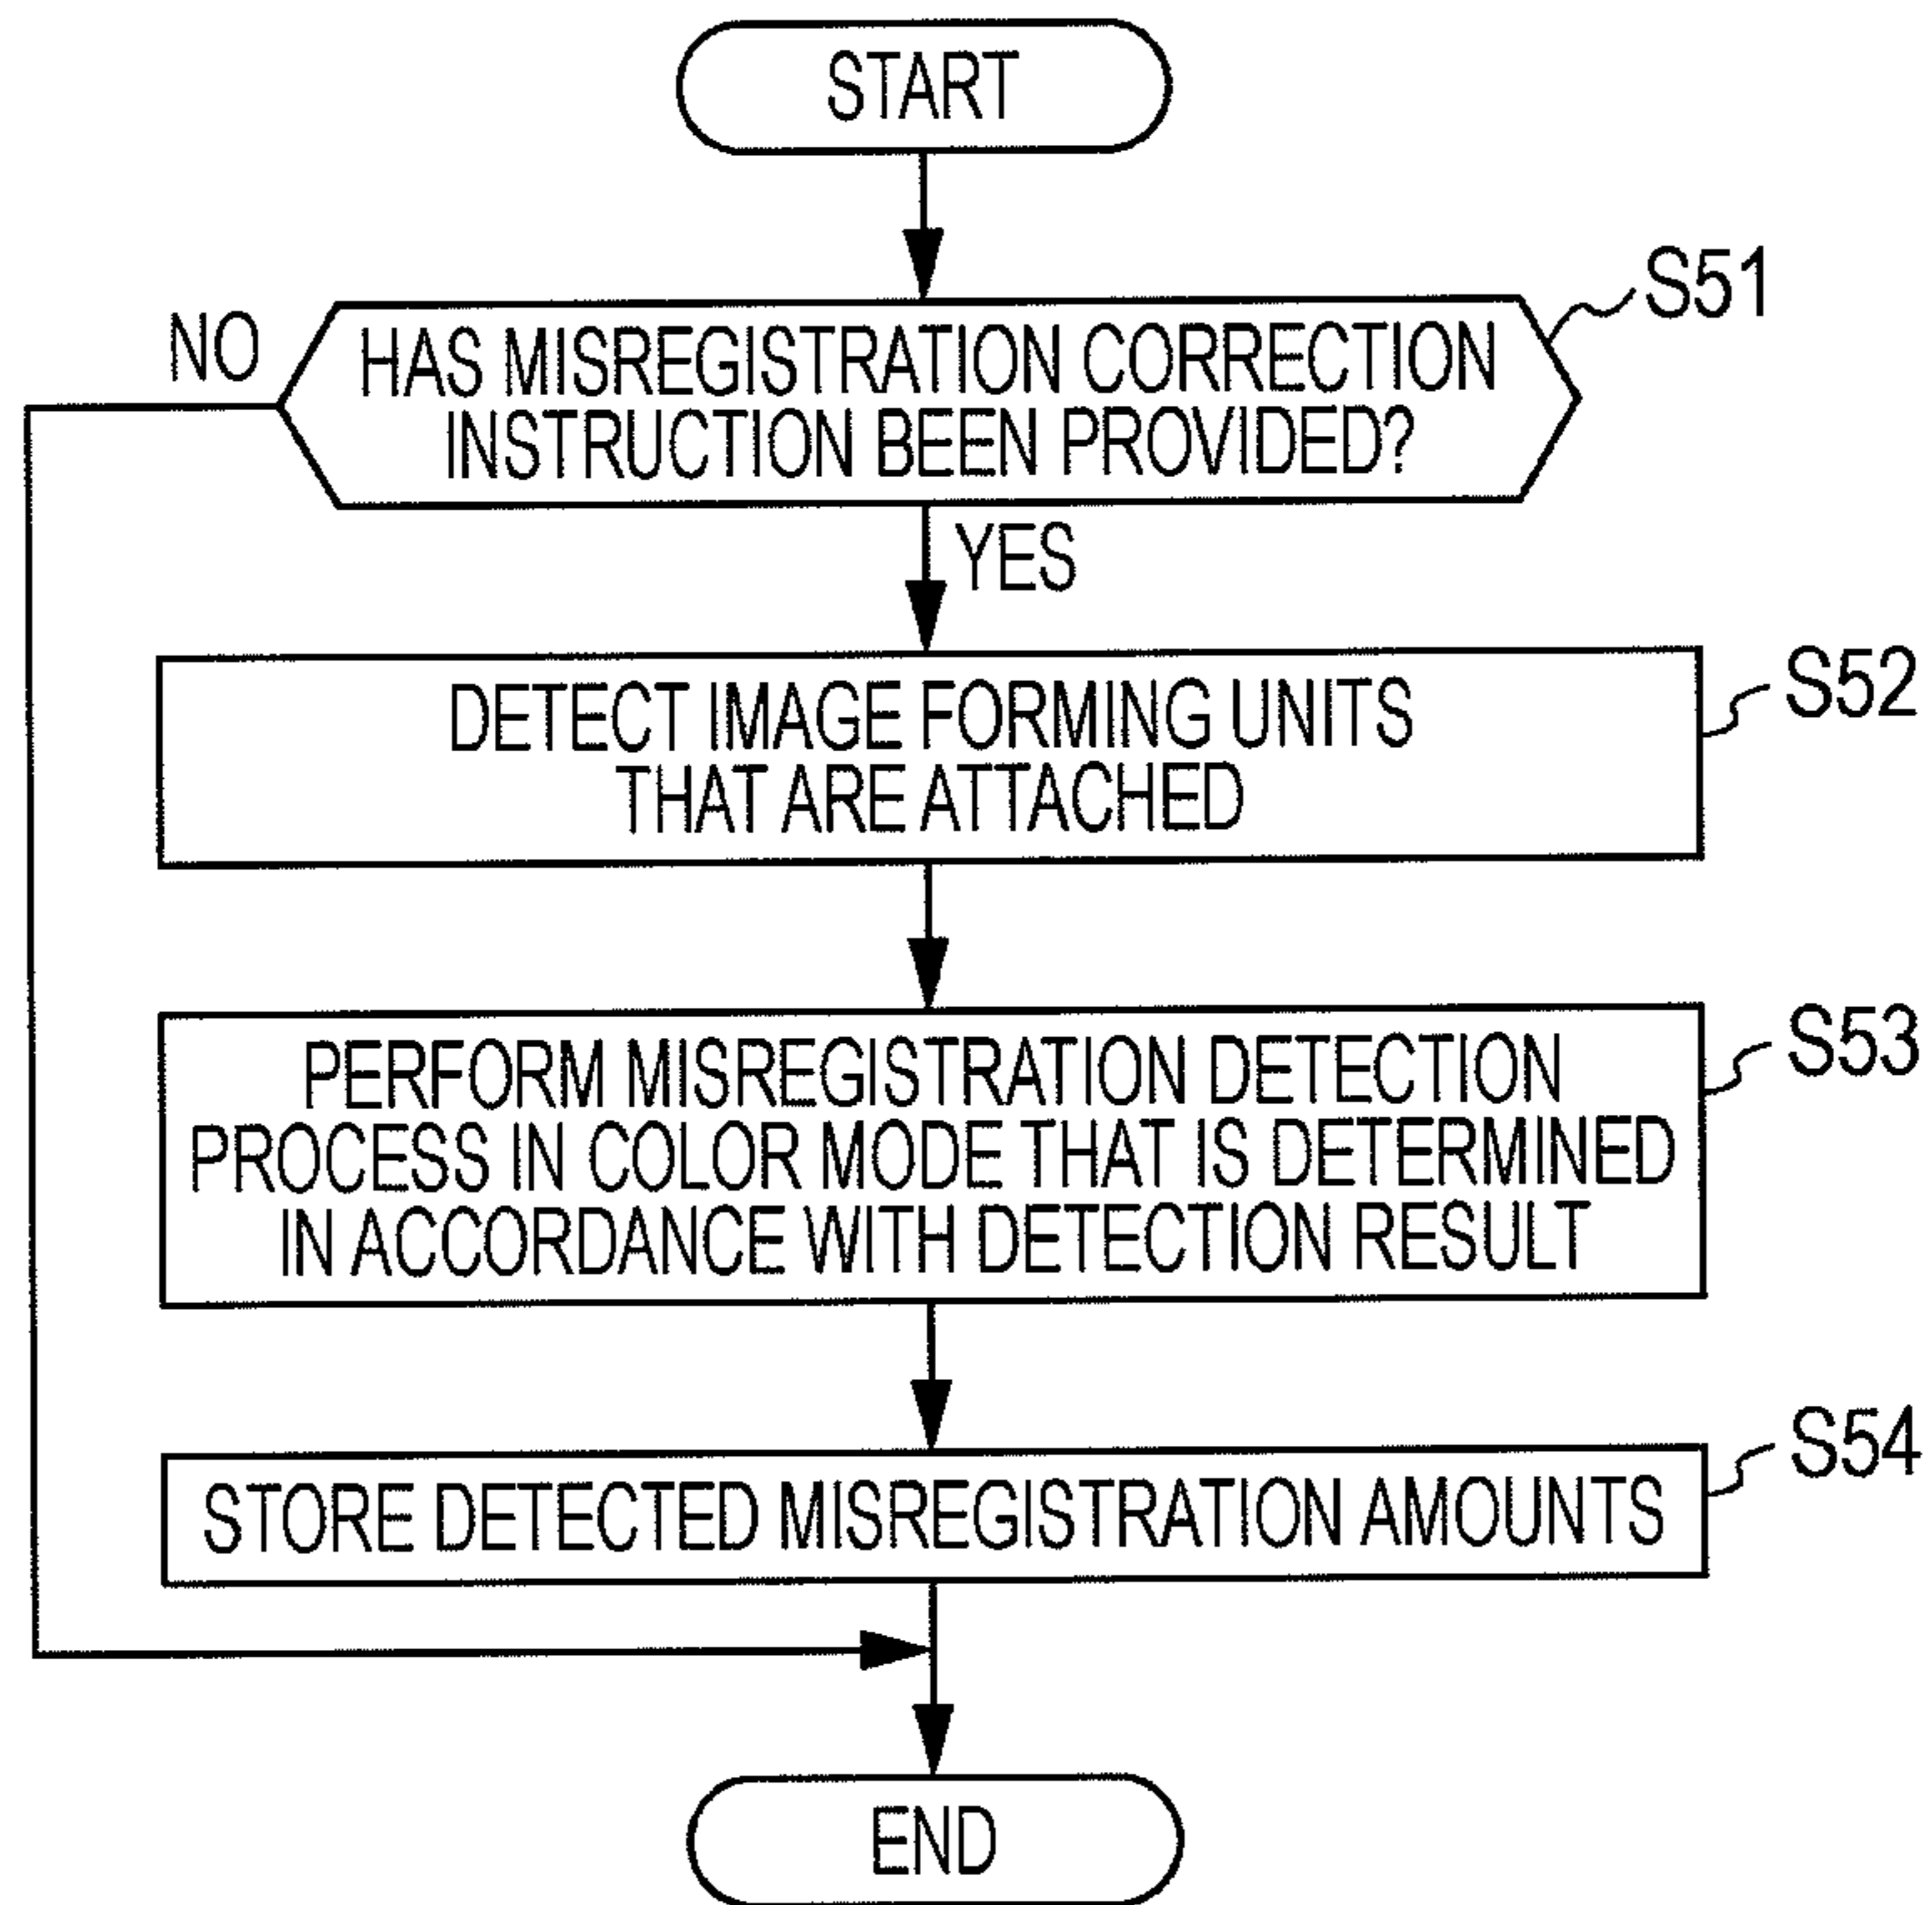 START
S51
NO
HAS MISREGISTRATION CORRECTION
INSTRUCTION BEEN PROVIDED?
YES
S52
DETECT IMAGE FORMING UNITS
THAT ARE ATTACHED
S53
PERFORM MISREGISTRATION DETECTION
PROCESS IN COLOR MODE THAT IS DETERMINED
IN ACCORDANCE WITH DETECTION RESULT
S54
STORE DETECTED MISREGISTRATION AMOUNTS
END